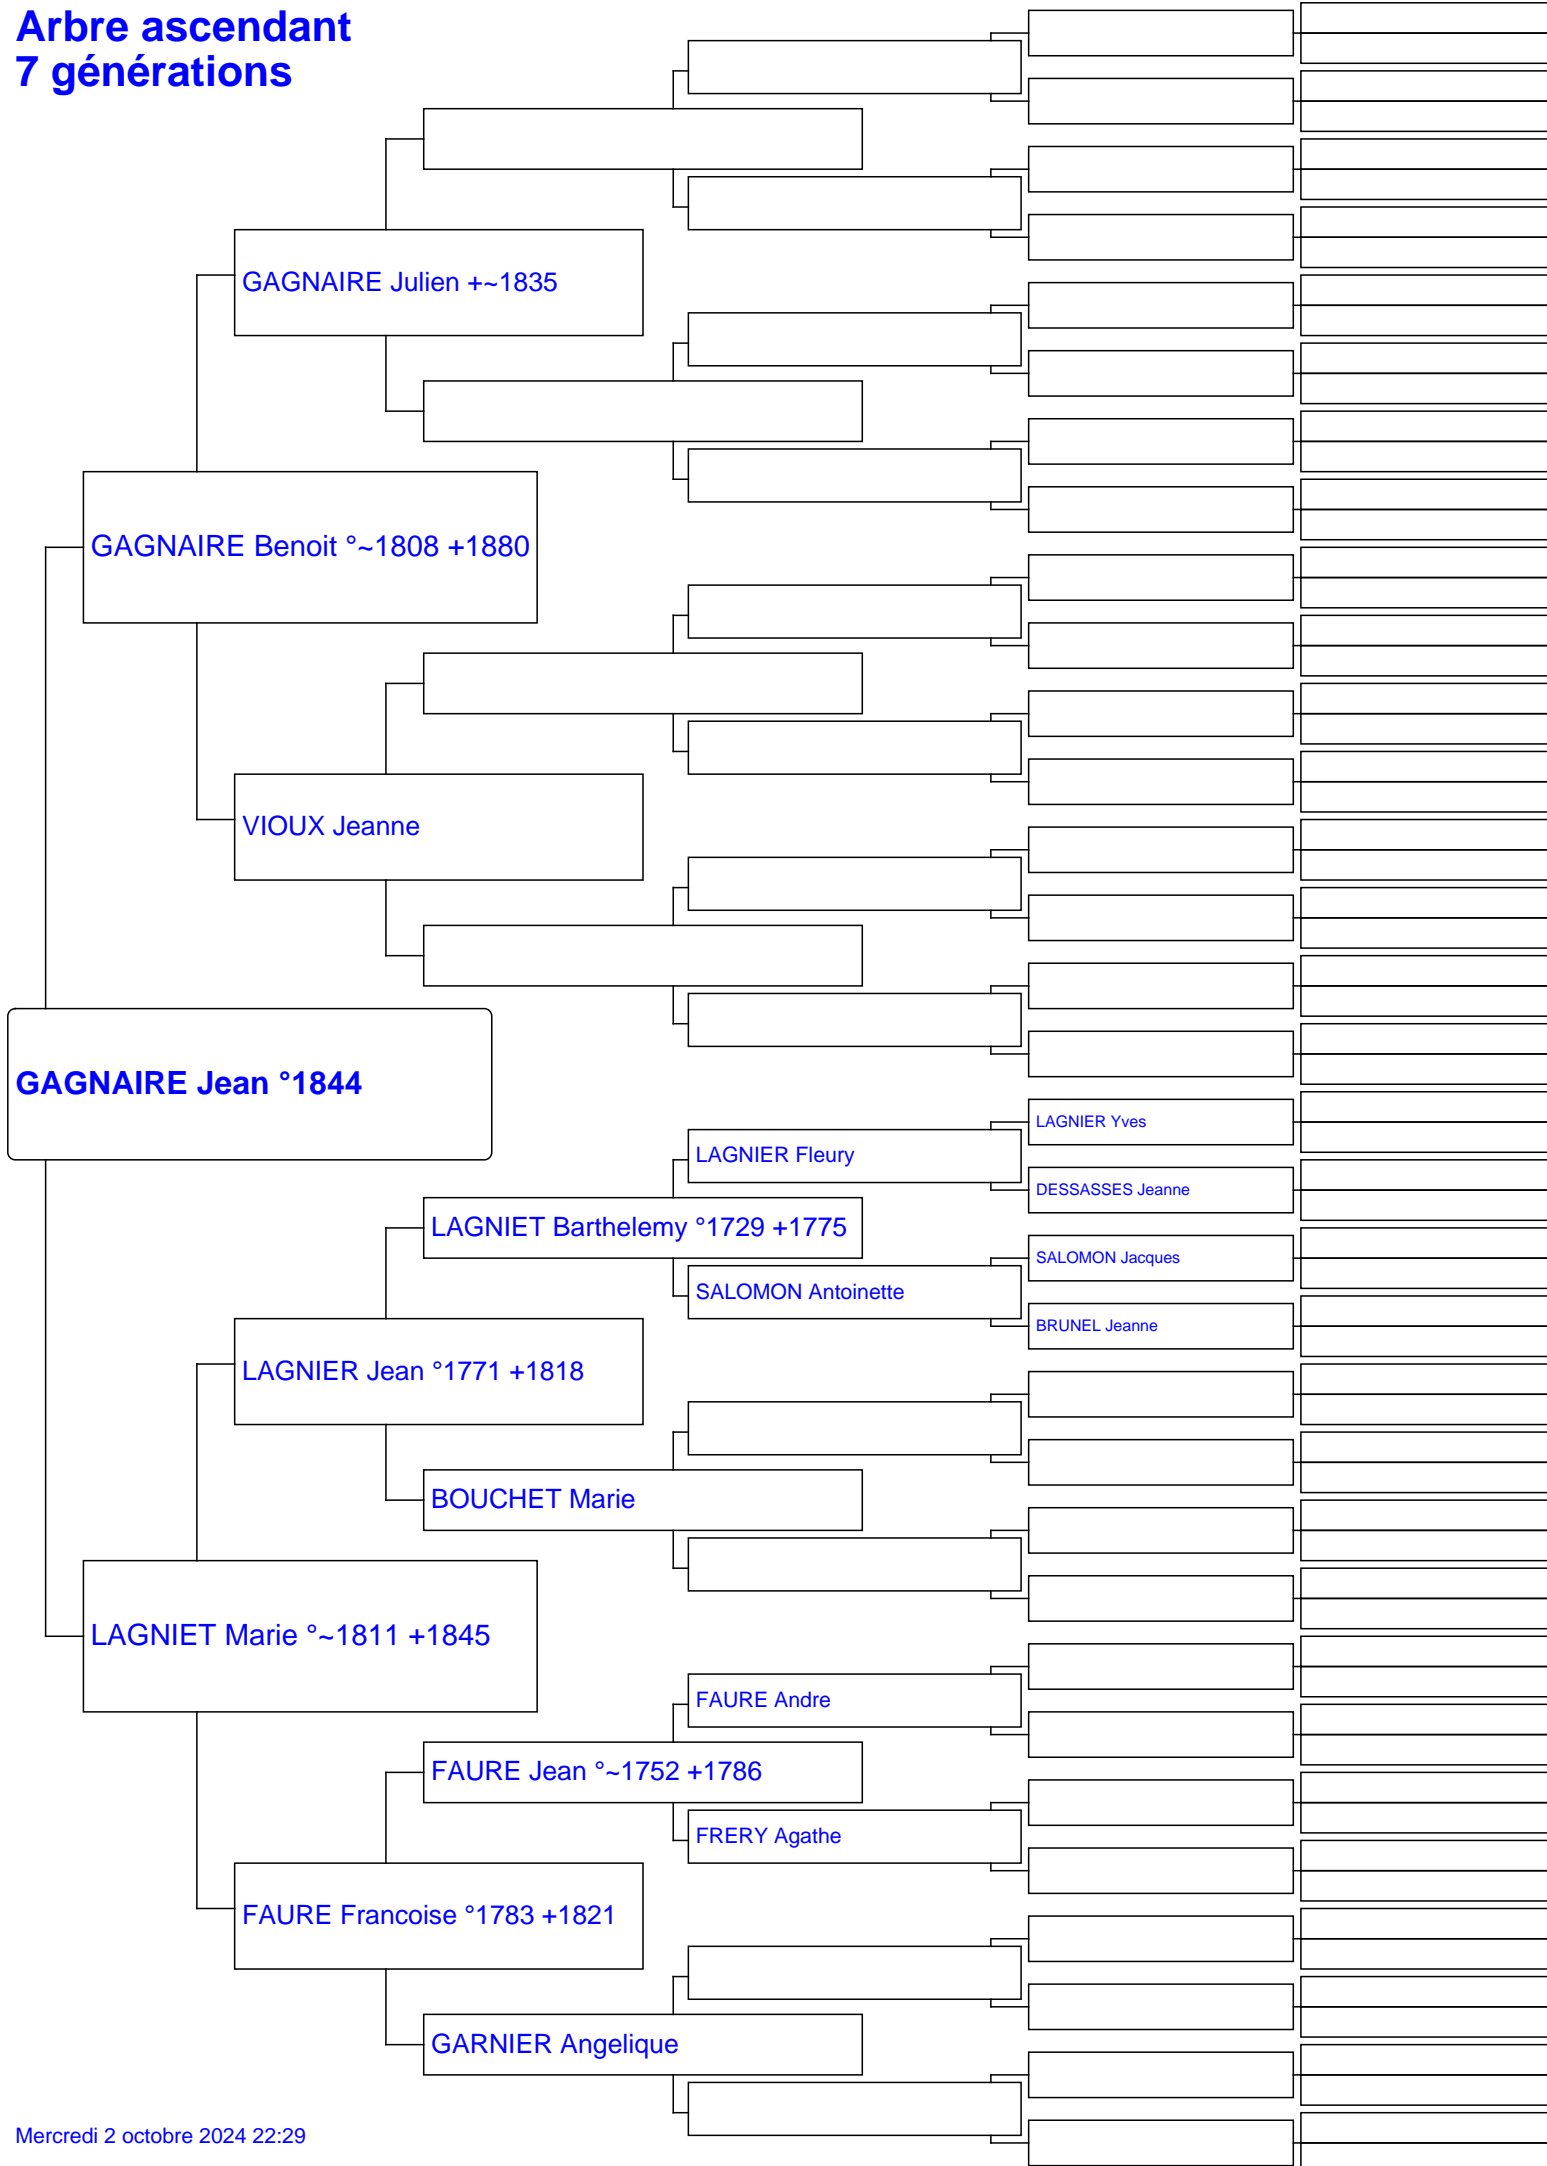 Arbre ascendant
7 générations
GAGNAIRE Julien +~1835
GAGNAIRE Benoit °~1808 +1880
VIOUX Jeanne
GAGNAIRE Jean °1844
LAGNIER Yves
LAGNIER Fleury
DESSASSES Jeanne
LAGNIET Barthelemy °1729 +1775
SALOMON Jacques
SALOMON Antoinette
BRUNEL Jeanne
LAGNIER Jean °1771 +1818
BOUCHET Marie
LAGNIET Marie °~1811 +1845
FAURE Andre
FAURE Jean °~1752 +1786
FRERY Agathe
FAURE Francoise °1783 +1821
GARNIER Angelique
Mercredi 2 octobre 2024 22:29